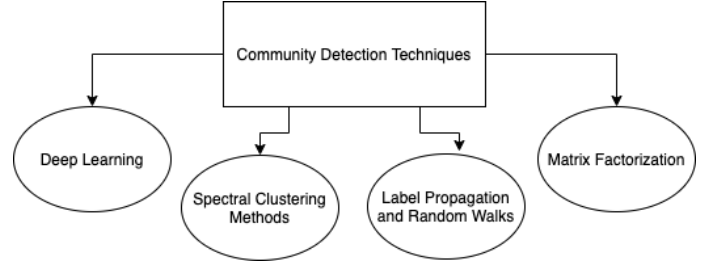 Community Detection Techniques
Deep Learning
Spectral Clustering
Methods
Label Propagation
and Random Walks
Matrix Factorization